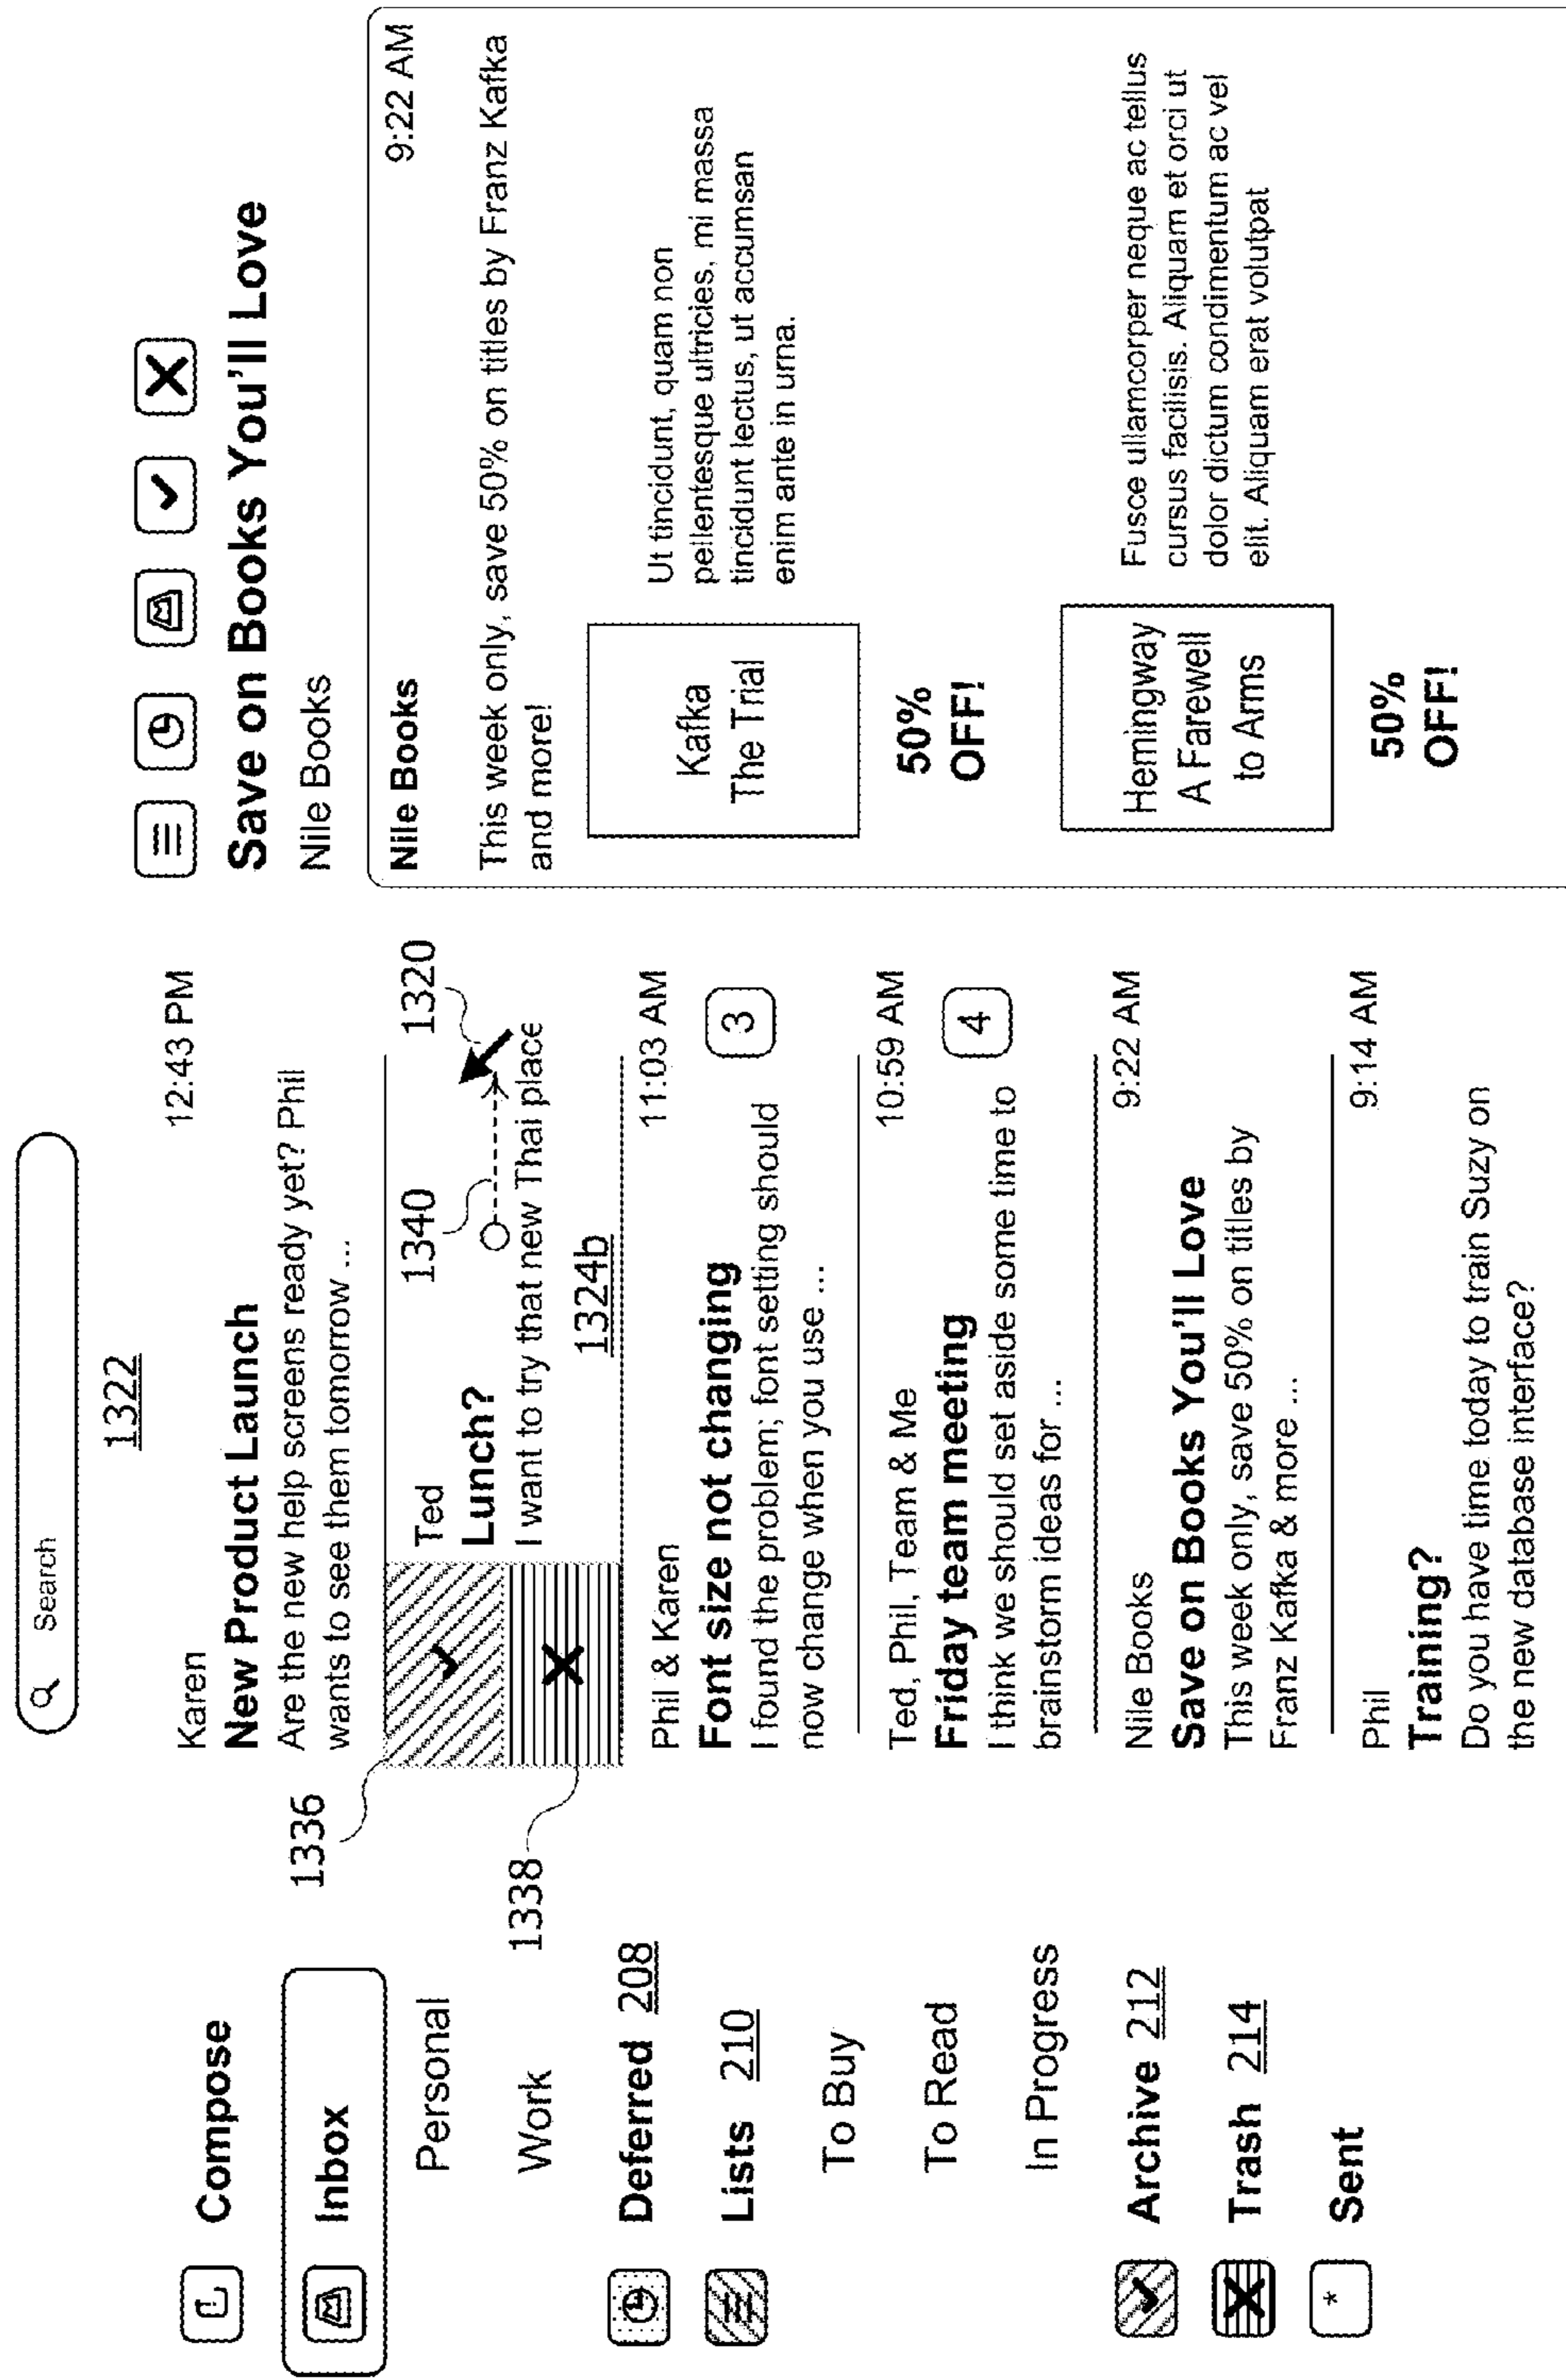 Search
Compose
Inbox
Personal
Work
Deferred 208
Lists 210
To Buy
To Read
In Progress
Archive 212
Trash 214
Sent
1322
Karen 12:43 PM
New Product Launch
Are the new help screens ready yet? Phil
wants to see them tomorrow ...
1336
1338
Ted
1340
1320
Lunch?
I want to try that new Thai place
1324b
Phil & Karen 11:03 AM
Font size not changing 3
I found the problem; font setting should
now change when you use ...
Ted, Phil, Team & Me 10:59 AM
Friday team meeting 4
I think we should set aside some time to
brainstorm ideas for ...
Nile Books 9:22 AM
Save on Books You'll Love
This week only, save 50% on titles by
Franz Kafka & more ...
Phil 9:14 AM
Training?
Do you have time today to train Suzy on
the new database interface?
Save on Books You'll Love
Nile Books
Nile Books 9:22 AM
This week only, save 50% on titles by Franz Kafka
and more!
Kafka
The Trial
50%
OFF!
Ut tincidunt, quam non
pellentesque ultricies, mi massa
tincidunt lectus, ut accumsan
enim ante in urna.
Hemingway
A Farewell
to Arms
50%
OFF!
Fusce ullamcorper neque ac tellus
cursus facilisis. Aliquam et orci ut
dolor dictum condimentum ac vel
elit. Aliquam erat volutpat